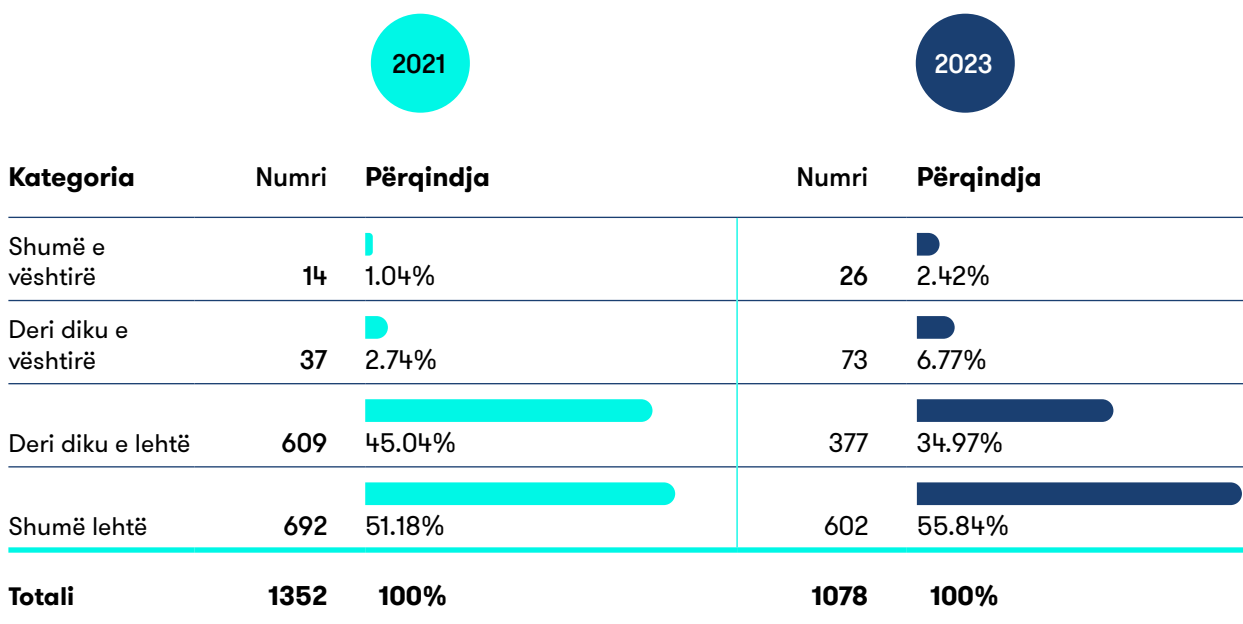 2021 2023
Kategoria Numri Përqindja Numri Përqindja
Shumë e
vështirë 14 1.04% 26 2.42%
Deri diku e
vështirë 37 2.74% 73 6.77%
Deri diku e lehtë 609 45.04% 377 34.97%
Shumë lehtë 692 51.18% 602 55.84%
Totali 1352 100% 1078 100%